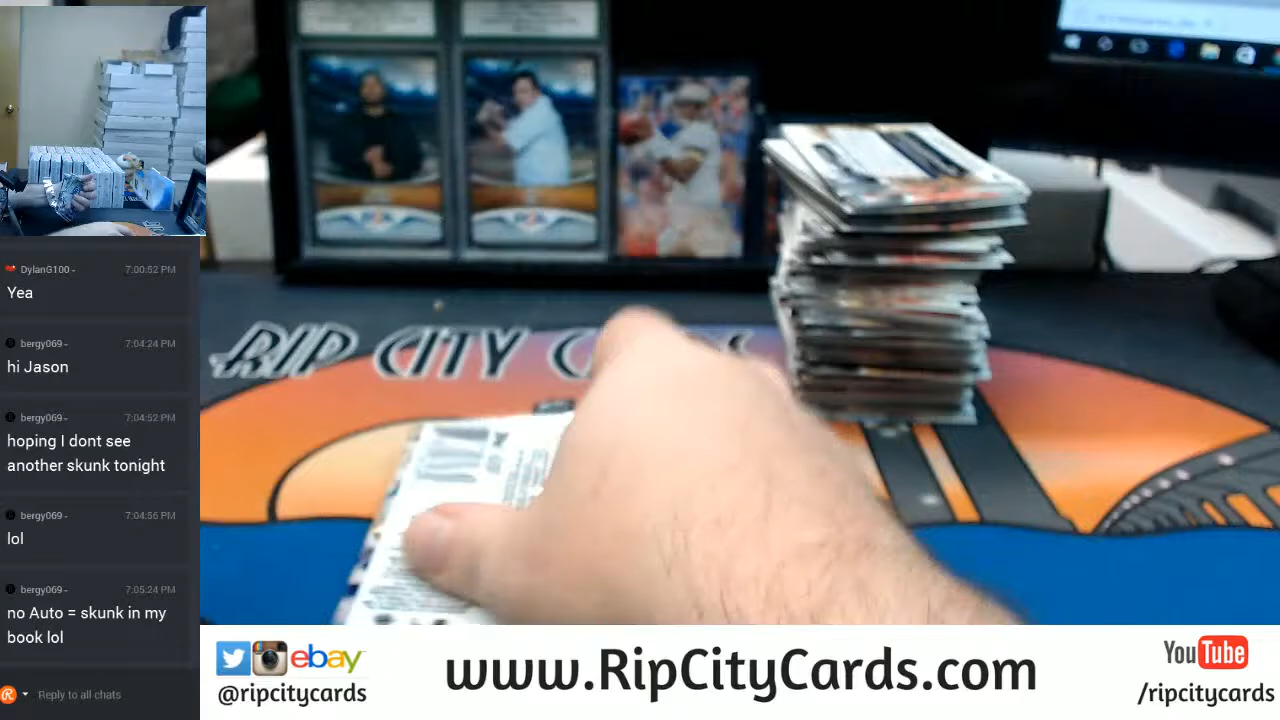 DylanG100 - 7:00:52 PM
Yea
bergy069 - 7:04:24 PM
hi Jason
bergy069 - 7:04:52 PM
hoping I dont see
another skunk tonight
bergy069 - 7:04:56 PM
lol
bergy069 - 7:05:24 PM
no Auto = skunk in my
book lol
Reply to all chats
RIP CITY C
ebay
@ripcitycards
www.RipCityCards.com
YouTube
/ripcitycards